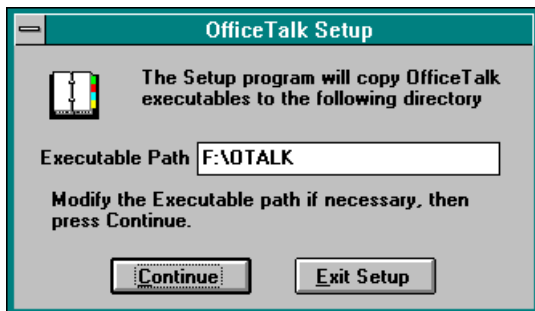 OfficeTalk Setup
The Setup program will copy OfficeTalk
executables to the following directory
Executable Path F:\OTALK
Modify the Executable path if necessary, then
press Continue.
Continue Exit Setup